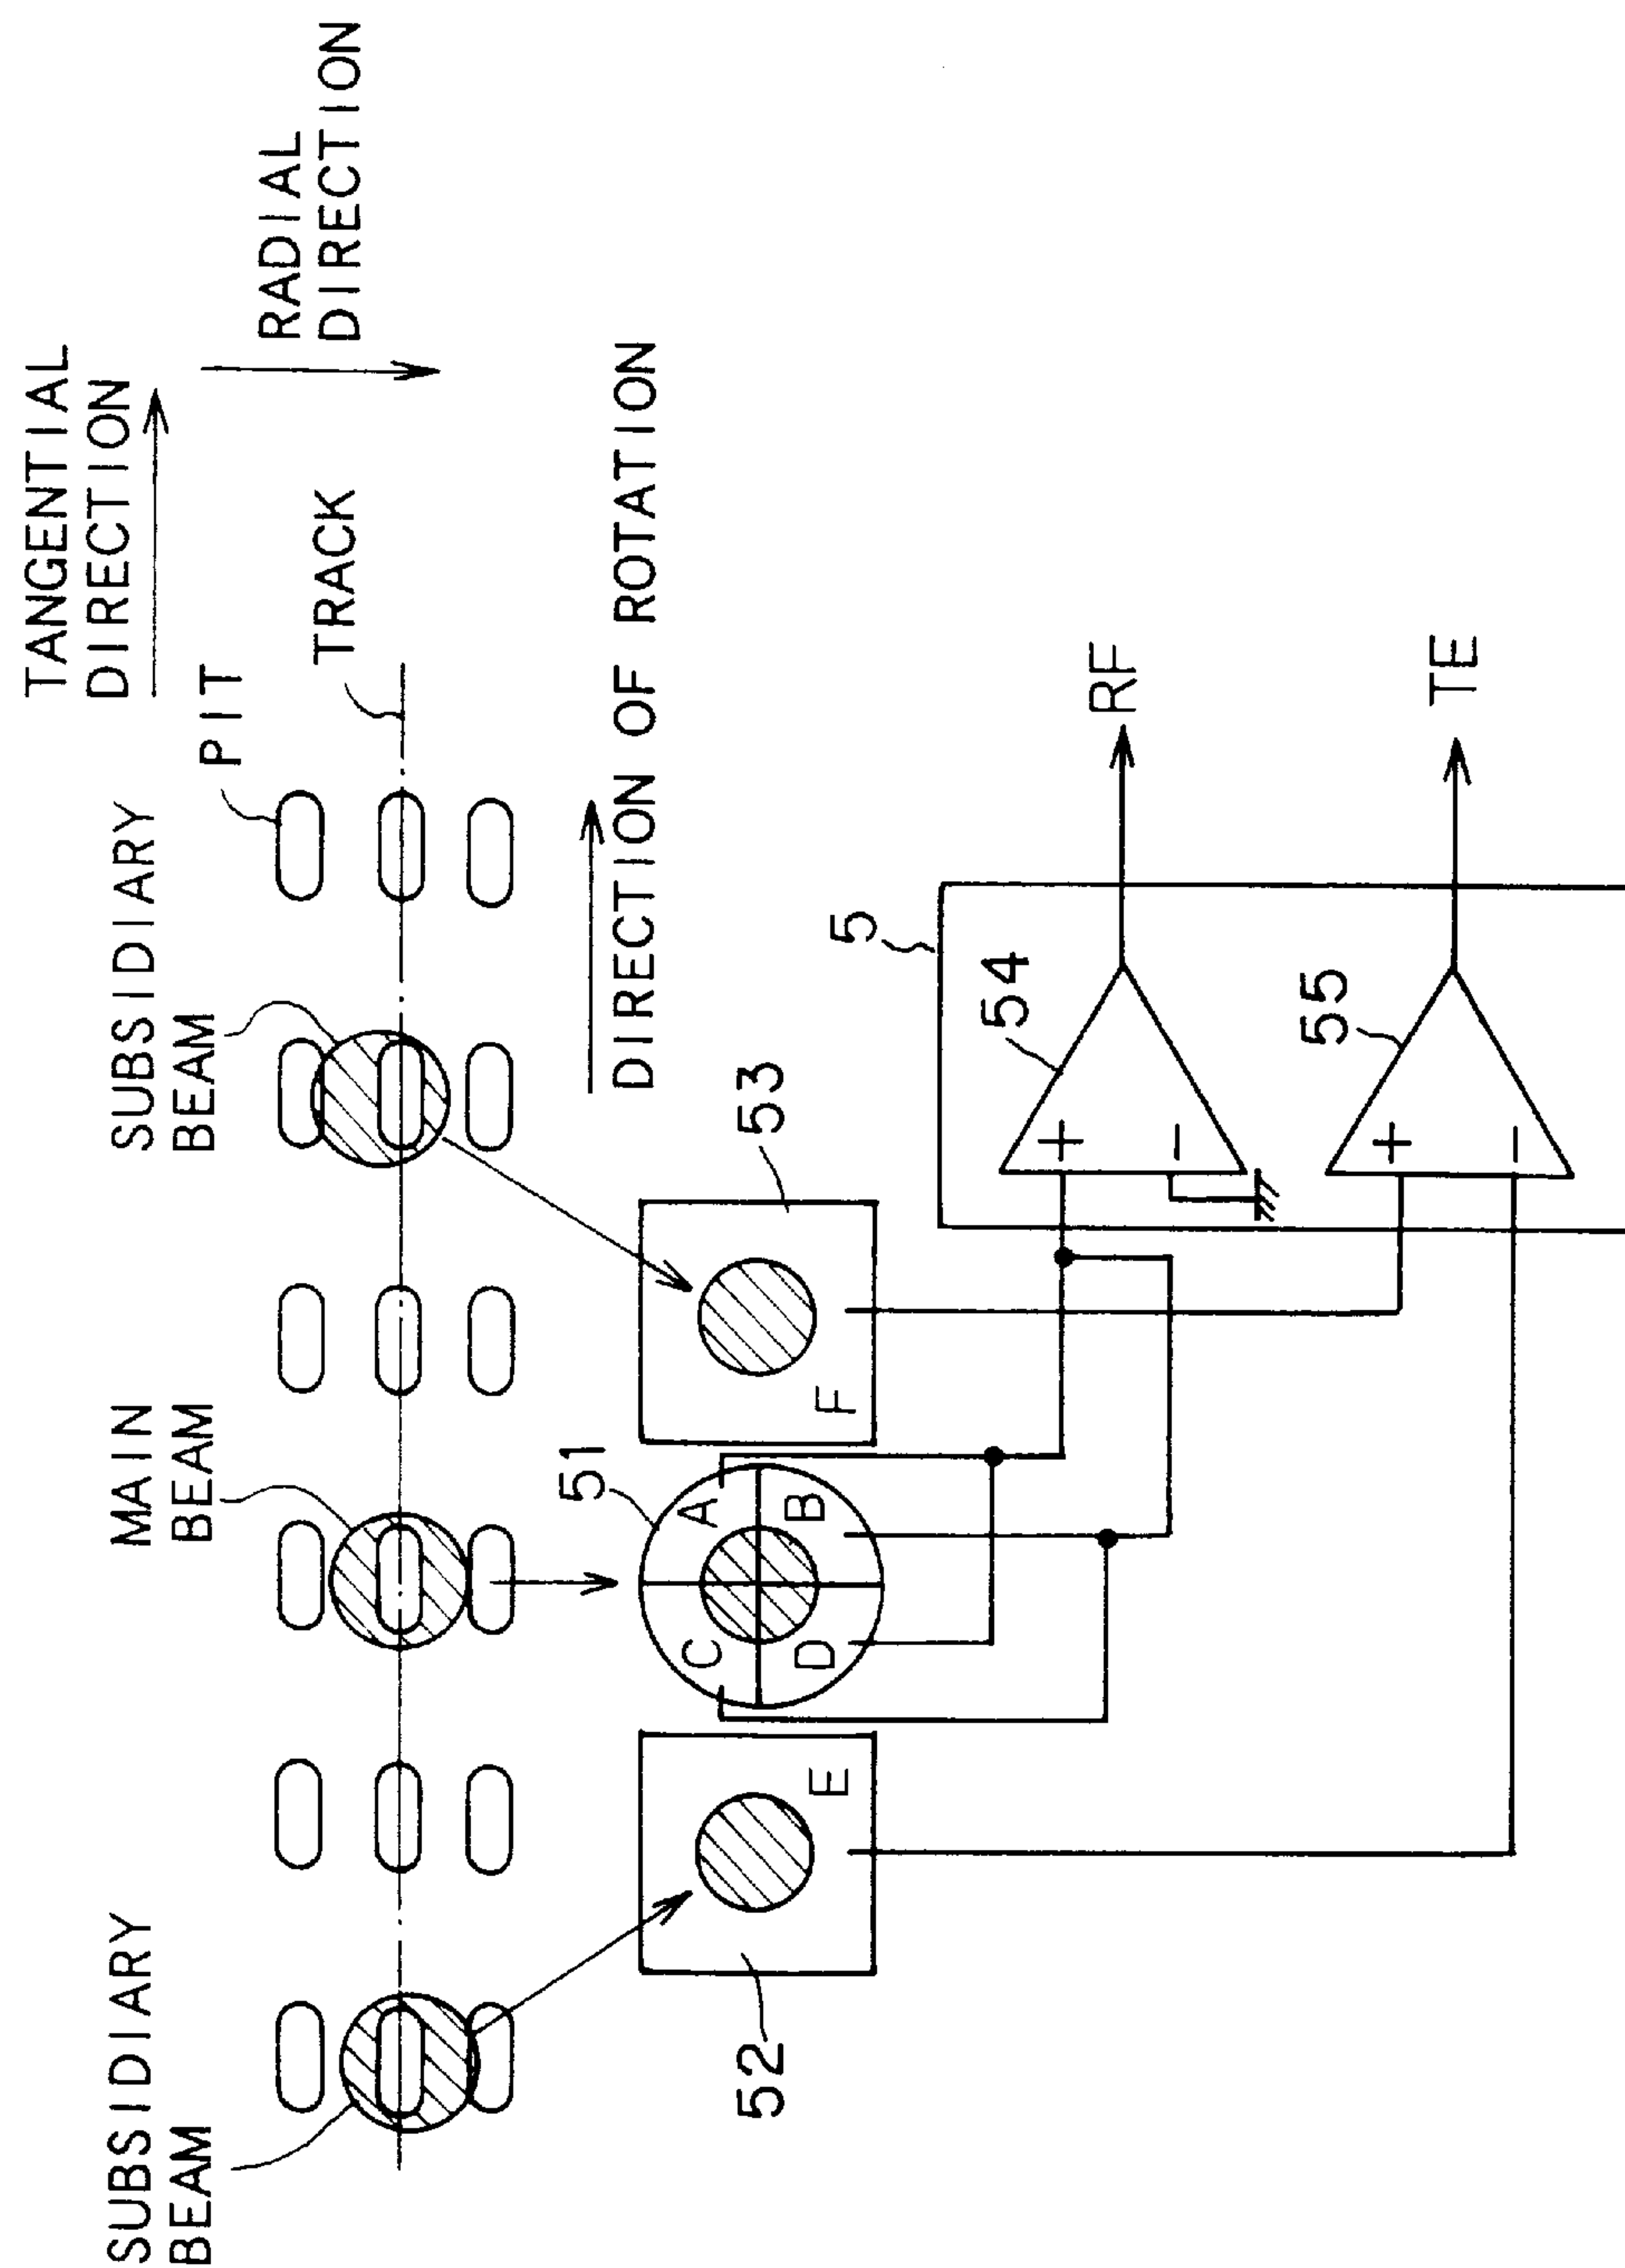 TANGENTIAL
DIRECTION
RADIAL
DIRECTION
SUBSIDIARY
BEAM
MAIN
BEAM
SUBSIDIARY
BEAM
PIT
TRACK
DIRECTION OF ROTATION
52
E
51
A
B
C
D
53
F
5
54
+
-
RF
55
+
-
TE